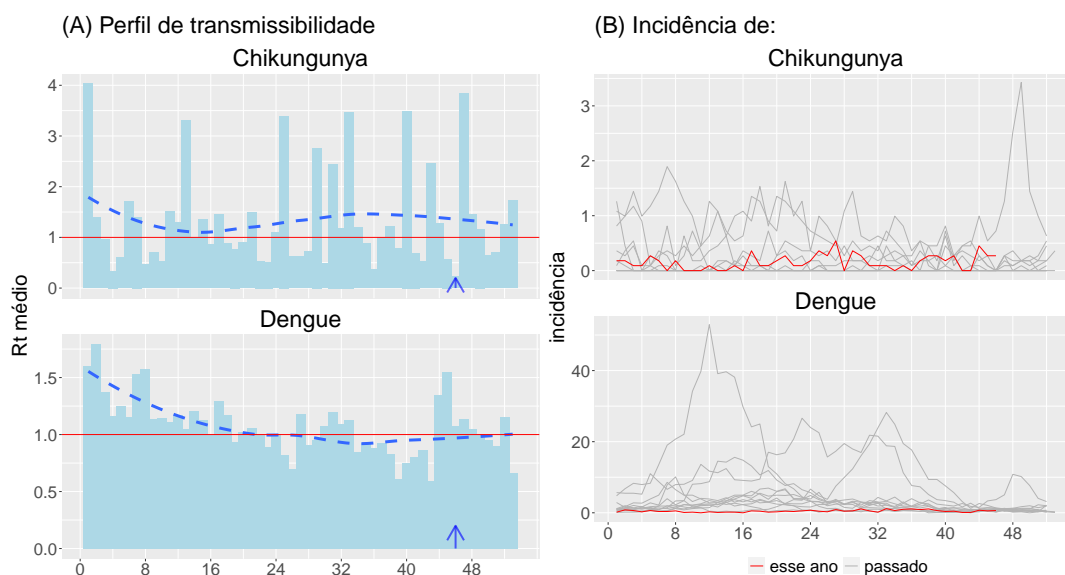 (A) Perfil de transmissibilidade
Chikungunya
4
3
2
1
0
Dengue
1.5
1.0
0.5
0.0
0 8 16 24 32 40 48
Rt médio
(B) Incidência de:
Chikungunya
3
2
1
0
Dengue
40
20
0
0 8 16 24 32 40 48
incidência
esse ano passado